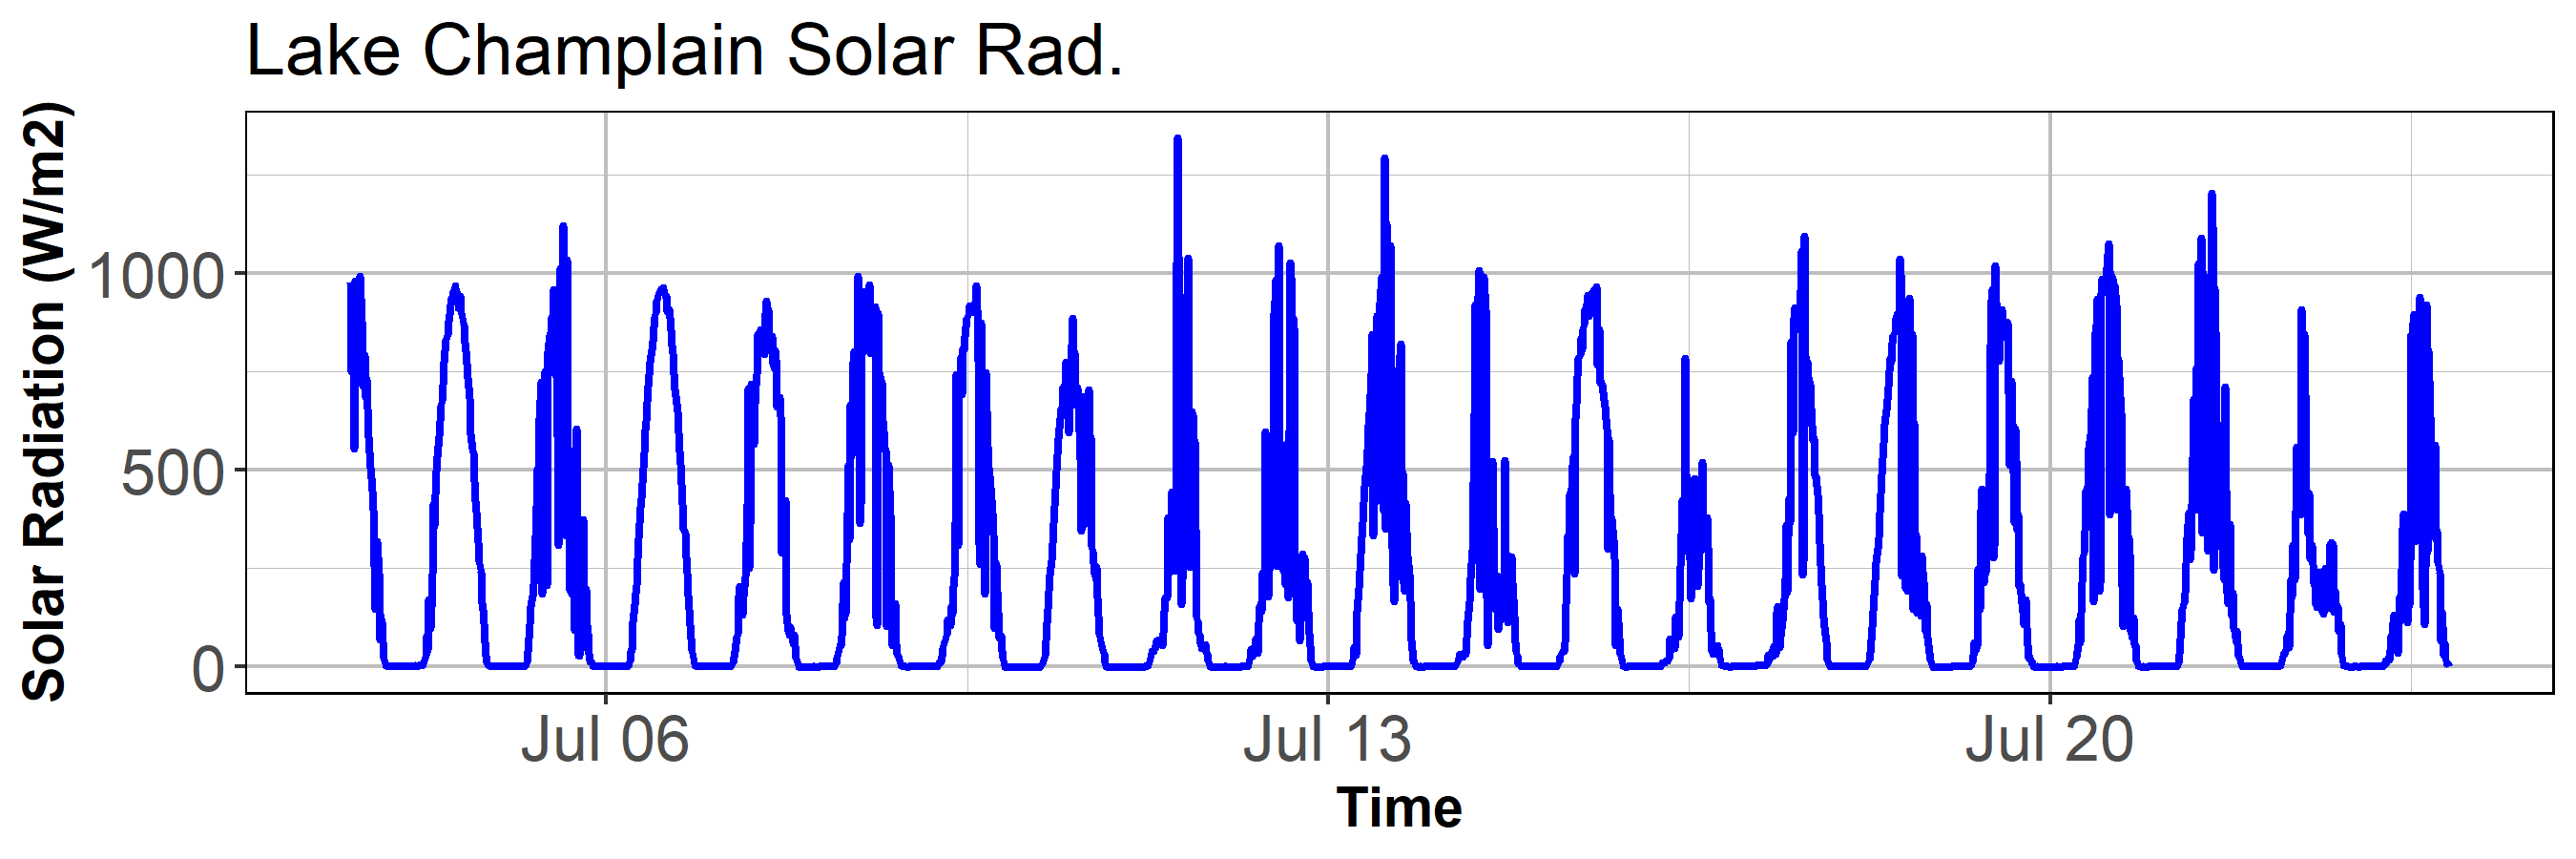 Lake Champlain Solar Rad.
Solar Radiation (W/m2)
1000
500
0
Jul 06 Jul 13 Jul 20
Time